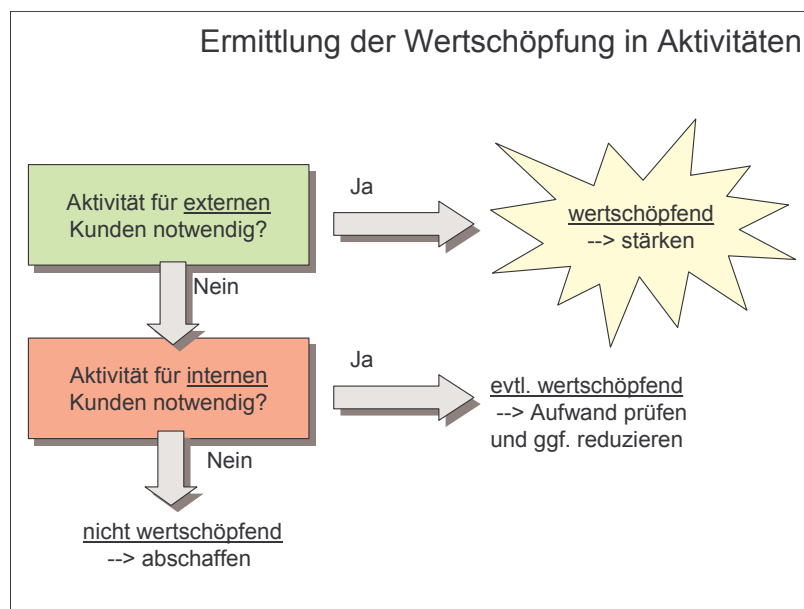 Ermittlung der Wertschöpfung in Aktivitäten
Aktivität für externen
Kunden notwendig?
Ja
wertschöpfend
--> stärken
Nein
Aktivität für internen
Kunden notwendig?
Ja
evtl. wertschöpfend
--> Aufwand prüfen
und ggf. reduzieren
Nein
nicht wertschöpfend
--> abschaffen